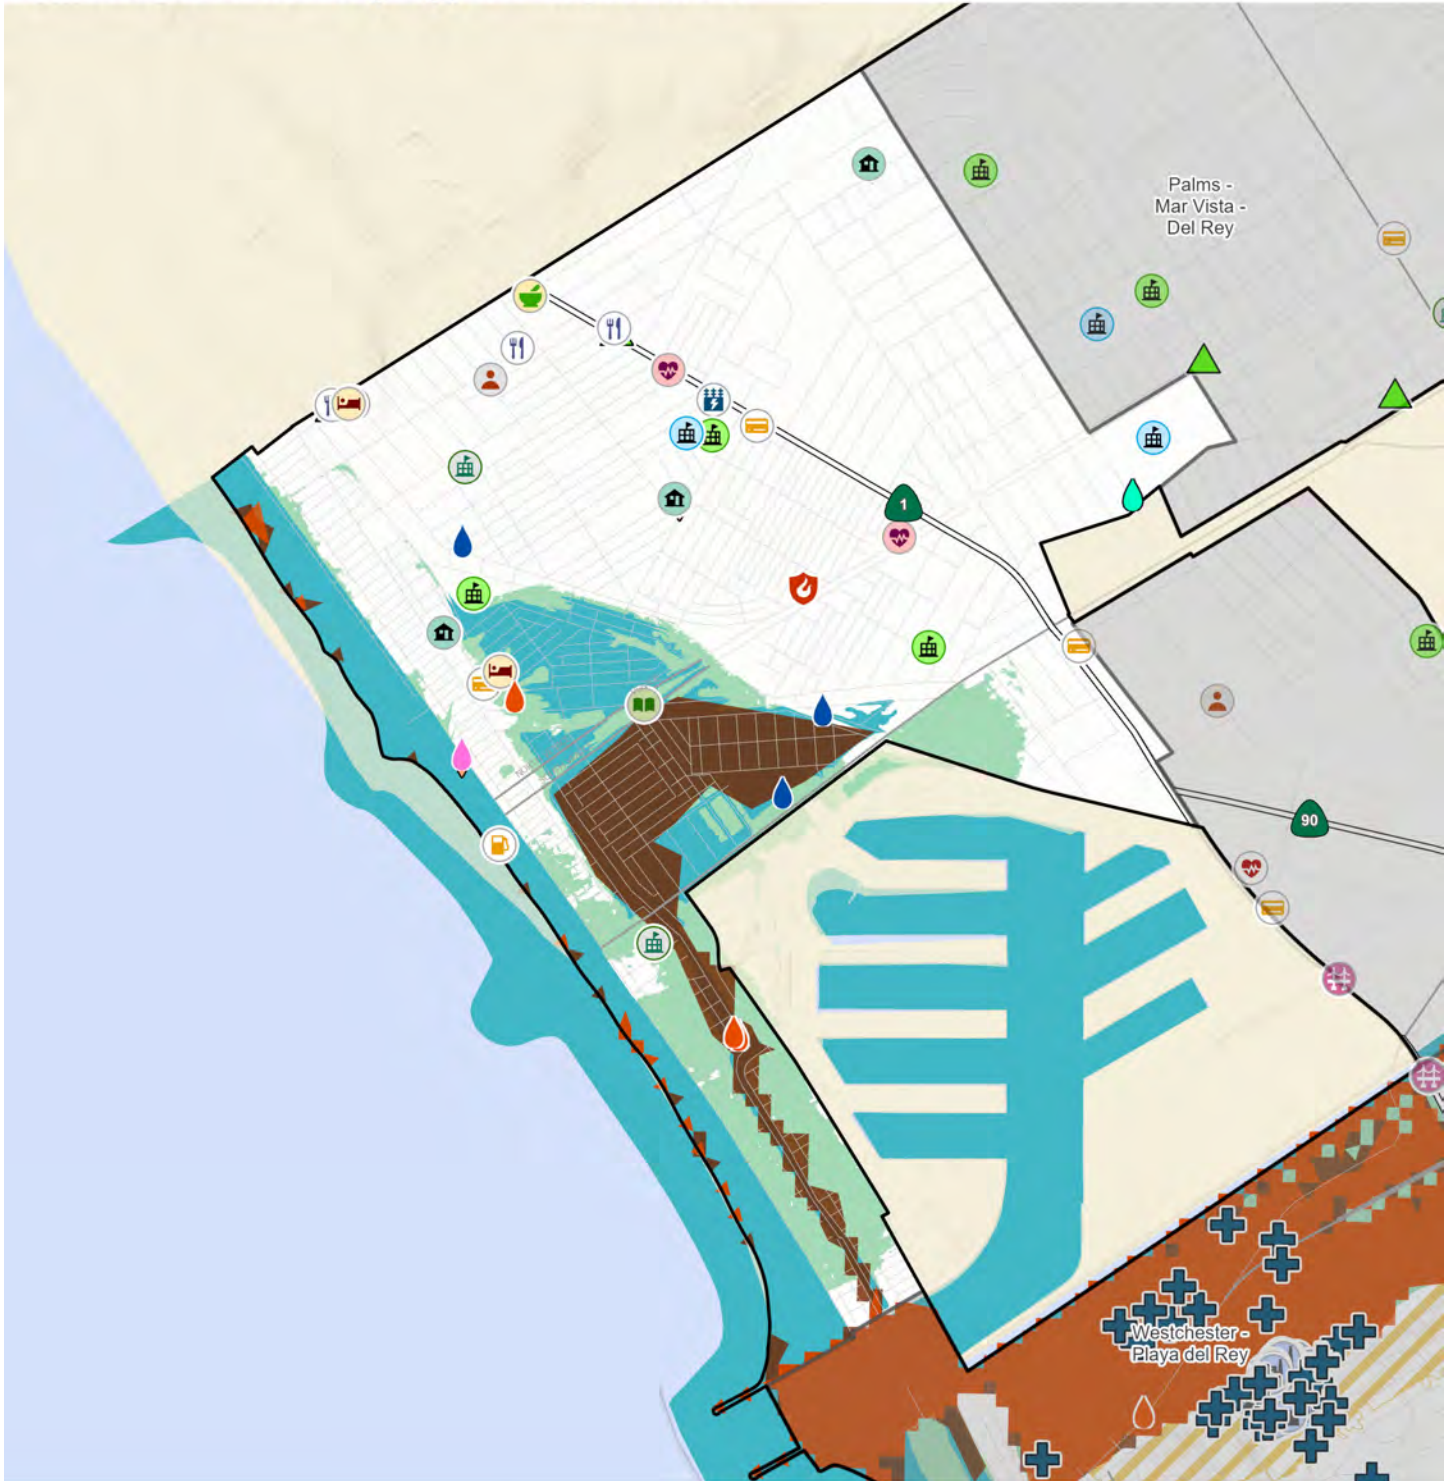 Palms -
Mar Vista -
Del Rey
1
90
Westchester -
Playa del Rey